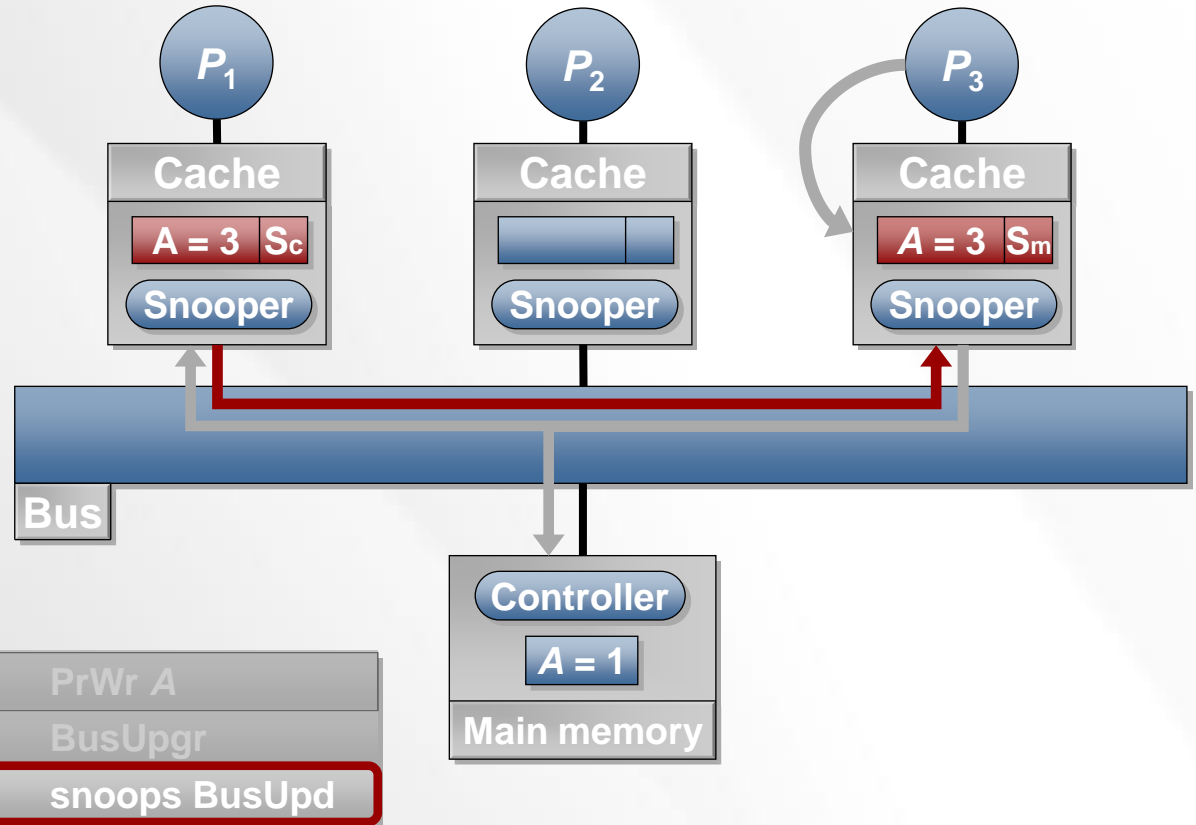 P1 P2 P3
Cache Cache Cache
A = 3 Sc A = 3 Sm
Snooper Snooper Snooper
Bus
Controller
A = 1
Main memory
PrWr A
BusUpgr
snoops BusUpd